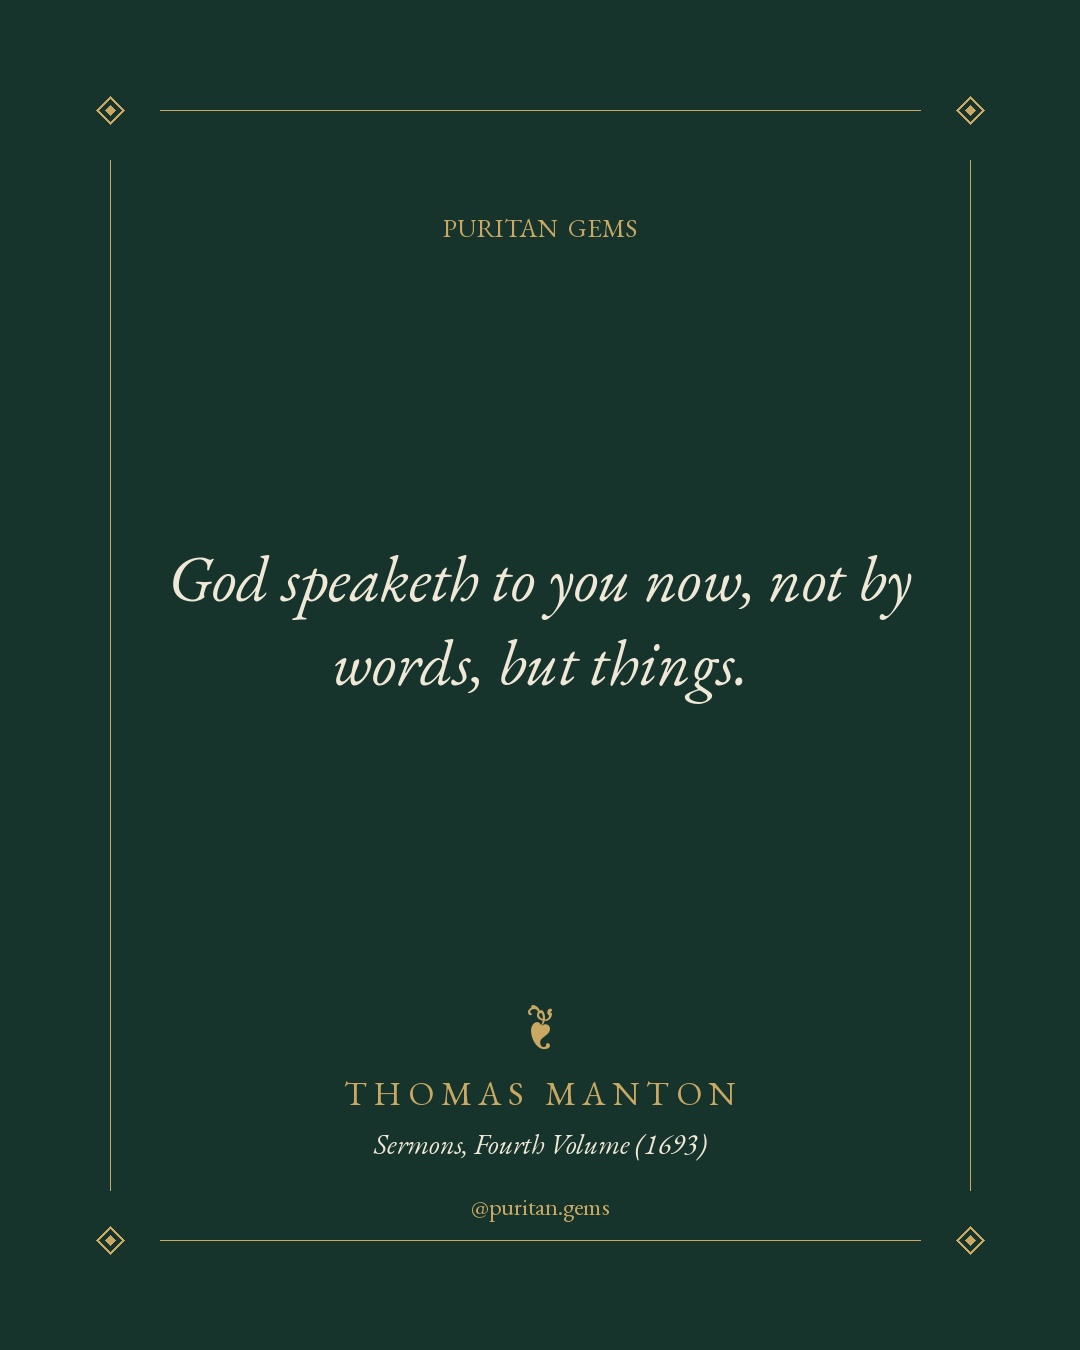 PURITAN GEMS
God speaketh to you now, not by
words, but things.
THOMAS MANTON
Sermons, Fourth Volume (1693)
@puritan.gems